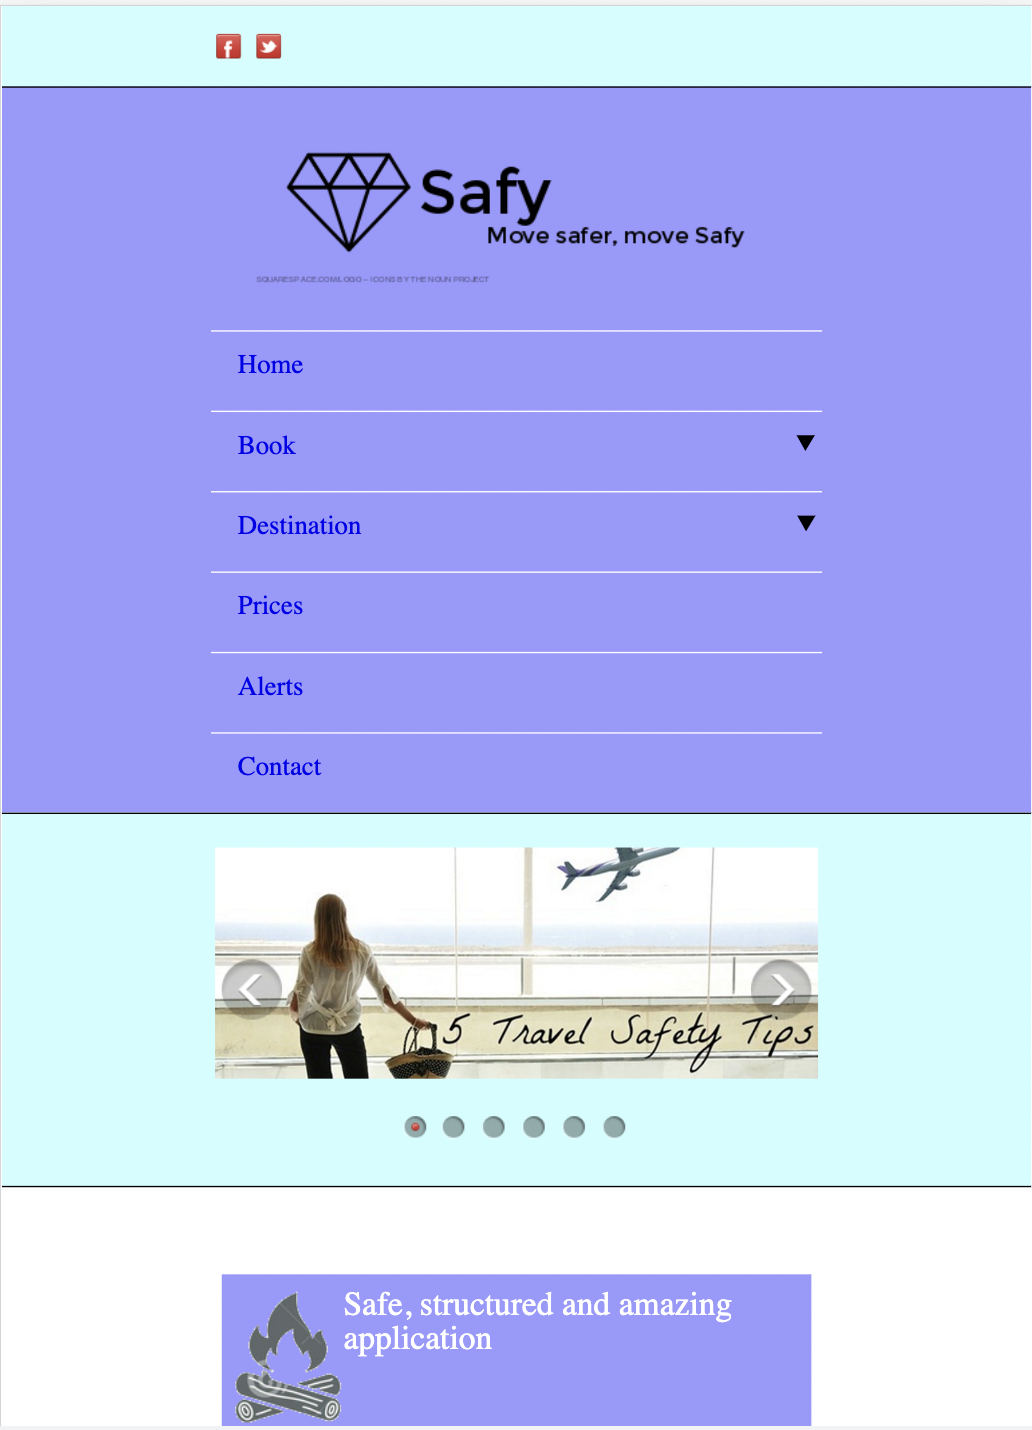 Safy
Move safer, move Safy
SQUARESPACE.COM/LOGO – ICONS BY THE NOUN PROJECT
Home
Book
Destination
Prices
Alerts
Contact
5 Travel Safety Tips
Safe, structured and amazing
application